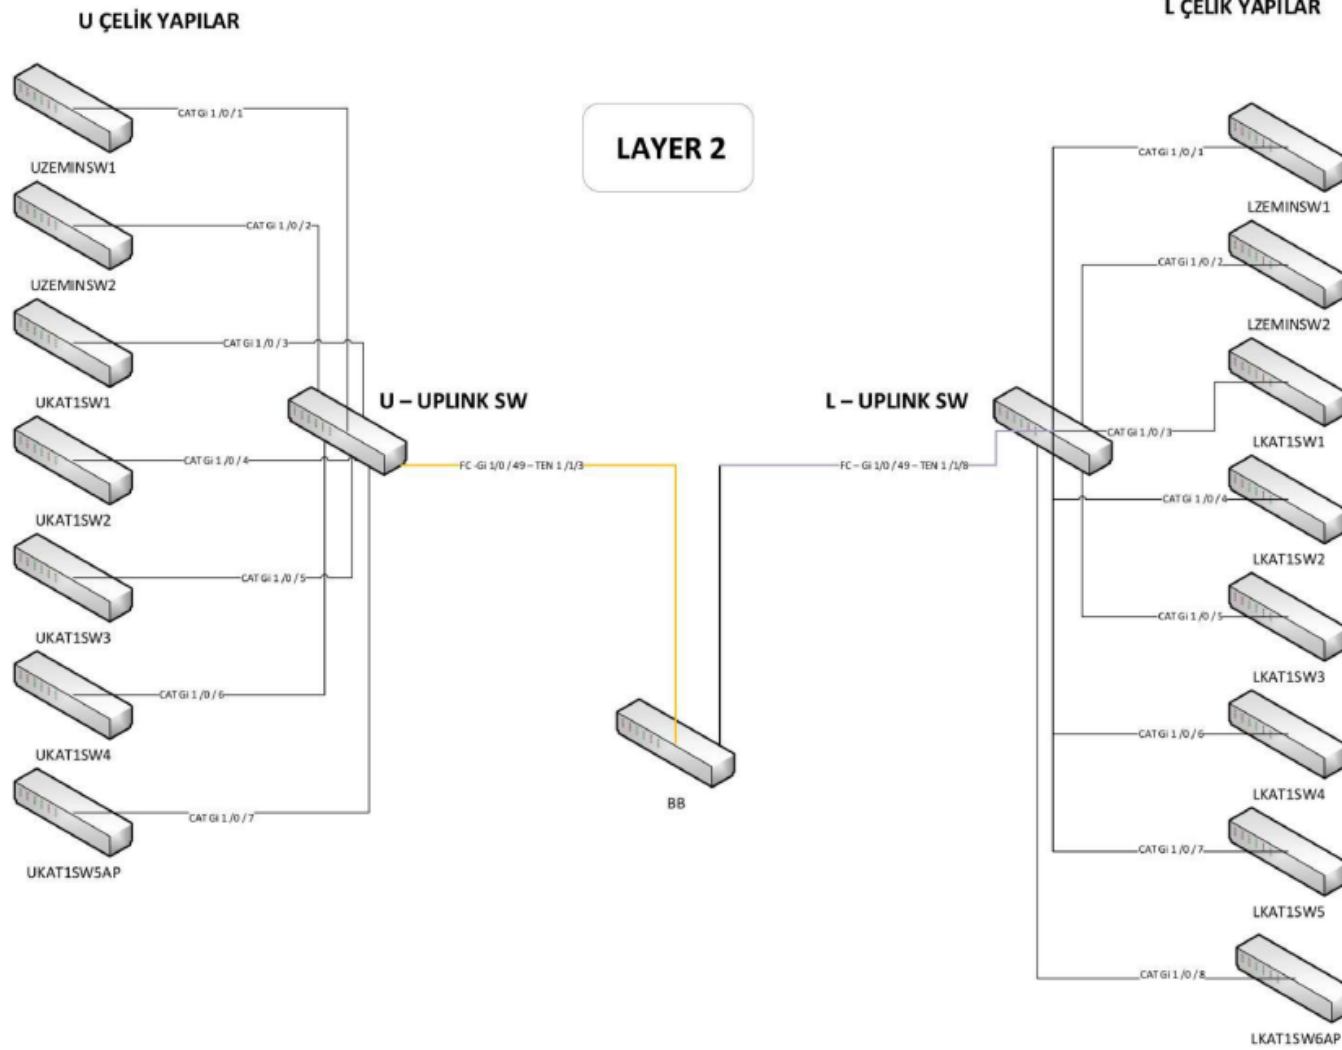 U ÇELİK YAPILAR
L ÇELİK YAPILAR
LAYER 2
CAT Gi 1 /0 / 1
UZEMINSW1
CAT Gi 1 /0 / 2
UZEMINSW2
CAT Gi 1 /0 / 3
UKAT1SW1
CAT Gi 1 /0 / 4
UKAT1SW2
CAT Gi 1 /0 / 5
UKAT1SW3
CAT Gi 1 /0 / 6
UKAT1SW4
CAT Gi 1 /0 / 7
UKAT1SW5AP
U – UPLINK SW
FC -Gi 1/0 / 49 – TEN 1 /1/3
BB
L – UPLINK SW
FC – Gi 1/0 / 49 – TEN 1 /1/8
CAT Gi 1 /0 / 1
LZEMINSW1
CAT Gi 1 /0 / 2
LZEMINSW2
CAT Gi 1 /0 / 3
LKAT1SW1
CAT Gi 1 /0 / 4
LKAT1SW2
CAT Gi 1 /0 / 5
LKAT1SW3
CAT Gi 1 /0 / 6
LKAT1SW4
CAT Gi 1 /0 / 7
LKAT1SW5
CAT Gi 1 /0 / 8
LKAT1SW6AP